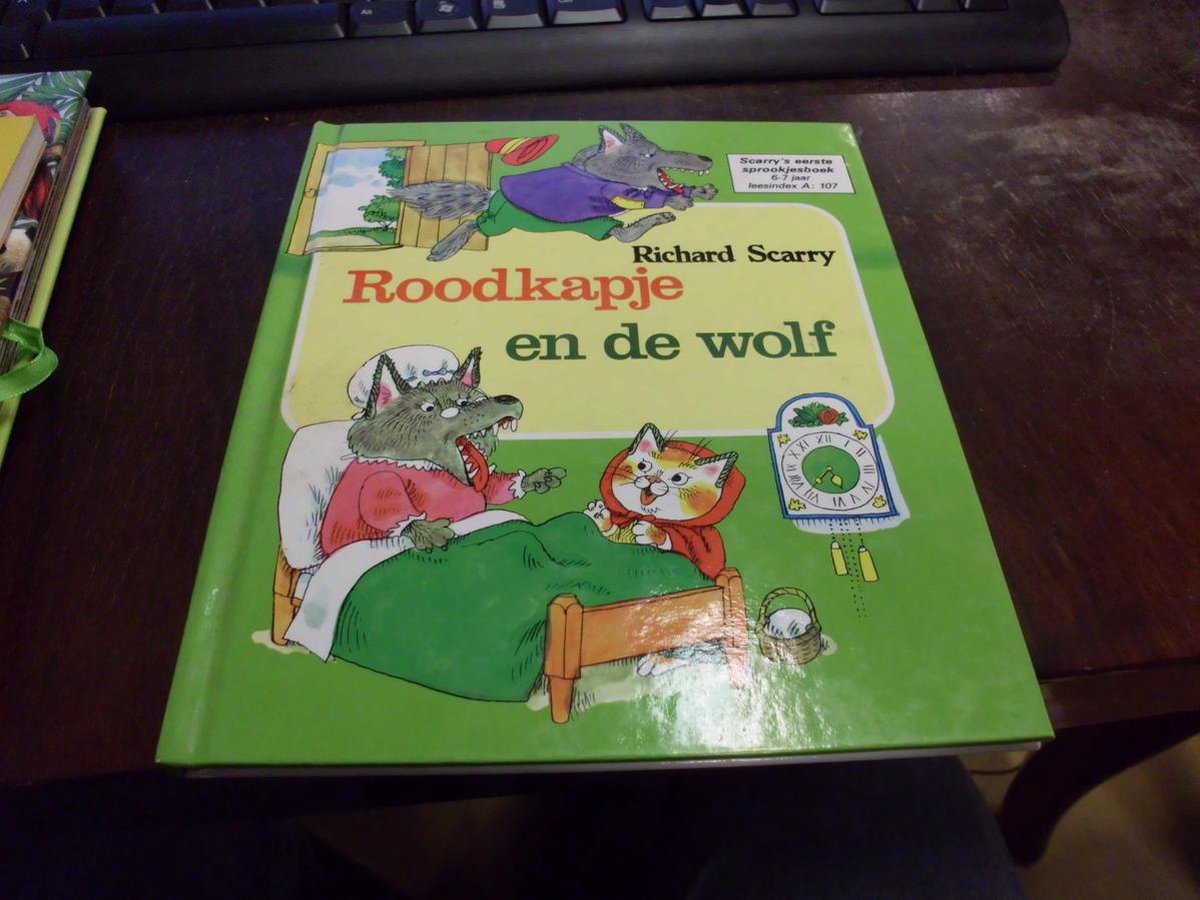 Scarry's eerste
sprookjesboek
6-7 jaar
leesindex A: 107
Richard Scarry
Roodkapje
en de wolf